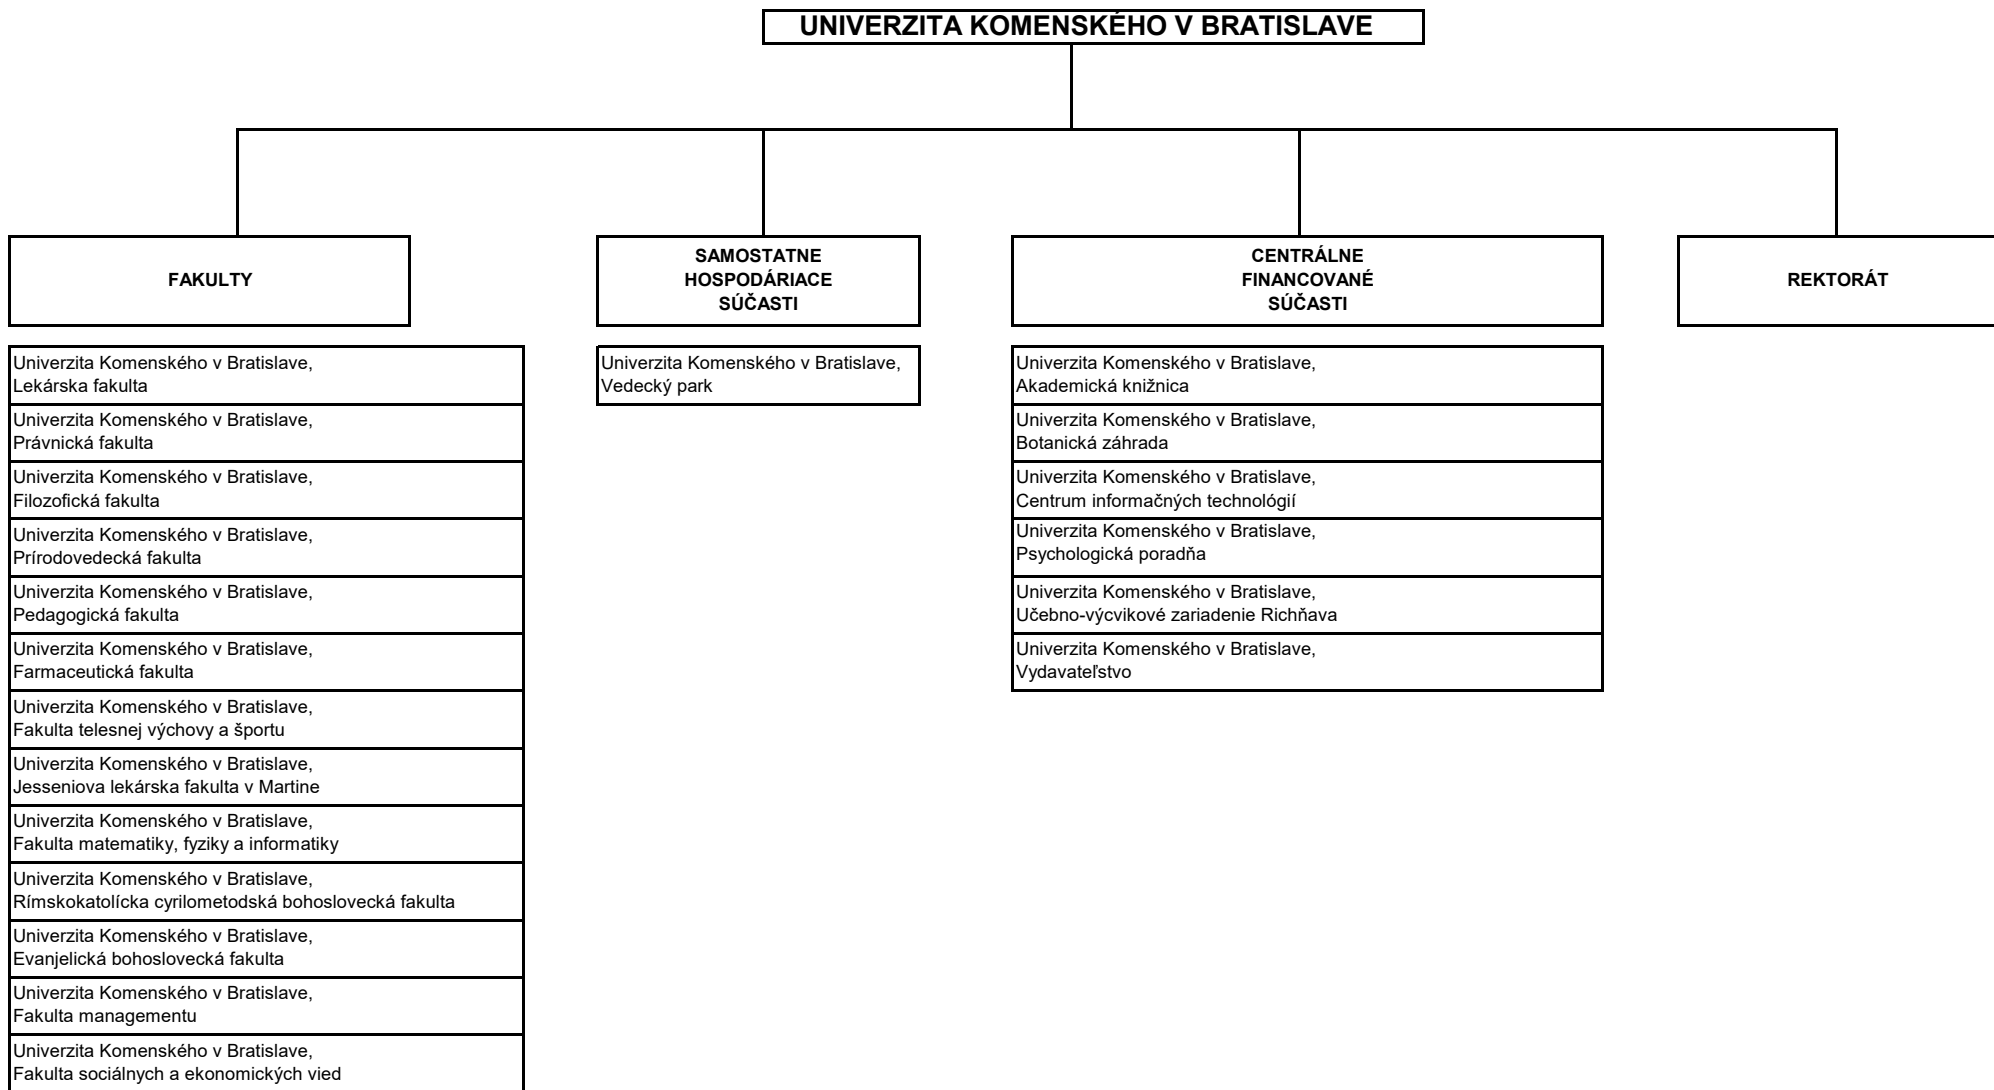 UNIVERZITA KOMENSKÉHO V BRATISLAVE
FAKULTY
SAMOSTATNE
HOSPODÁRIACE
SÚČASTI
CENTRÁLNE
FINANCOVANÉ
SÚČASTI
REKTORÁT
Univerzita Komenského v Bratislave,
Lekárska fakulta
Univerzita Komenského v Bratislave,
Právnická fakulta
Univerzita Komenského v Bratislave,
Filozofická fakulta
Univerzita Komenského v Bratislave,
Prírodovedecká fakulta
Univerzita Komenského v Bratislave,
Pedagogická fakulta
Univerzita Komenského v Bratislave,
Farmaceutická fakulta
Univerzita Komenského v Bratislave,
Fakulta telesnej výchovy a športu
Univerzita Komenského v Bratislave,
Jesseniova lekárska fakulta v Martine
Univerzita Komenského v Bratislave,
Fakulta matematiky, fyziky a informatiky
Univerzita Komenského v Bratislave,
Rímskokatolícka cyrilometodská bohoslovecká fakulta
Univerzita Komenského v Bratislave,
Evanjelická bohoslovecká fakulta
Univerzita Komenského v Bratislave,
Fakulta managementu
Univerzita Komenského v Bratislave,
Fakulta sociálnych a ekonomických vied
Univerzita Komenského v Bratislave,
Vedecký park
Univerzita Komenského v Bratislave,
Akademická knižnica
Univerzita Komenského v Bratislave,
Botanická záhrada
Univerzita Komenského v Bratislave,
Centrum informačných technológií
Univerzita Komenského v Bratislave,
Psychologická poradňa
Univerzita Komenského v Bratislave,
Učebno-výcvikové zariadenie Richňava
Univerzita Komenského v Bratislave,
Vydavateľstvo